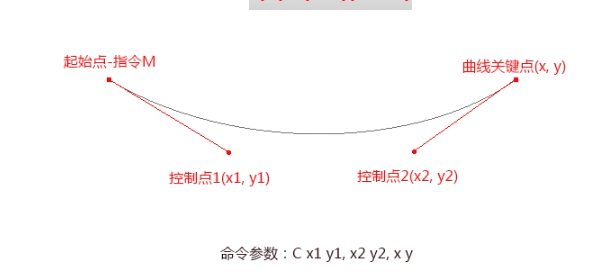 起始点-指令M
曲线关键点(x, y)
控制点1(x1, y1)
控制点2(x2, y2)
命令参数：C x1 y1, x2 y2, x y